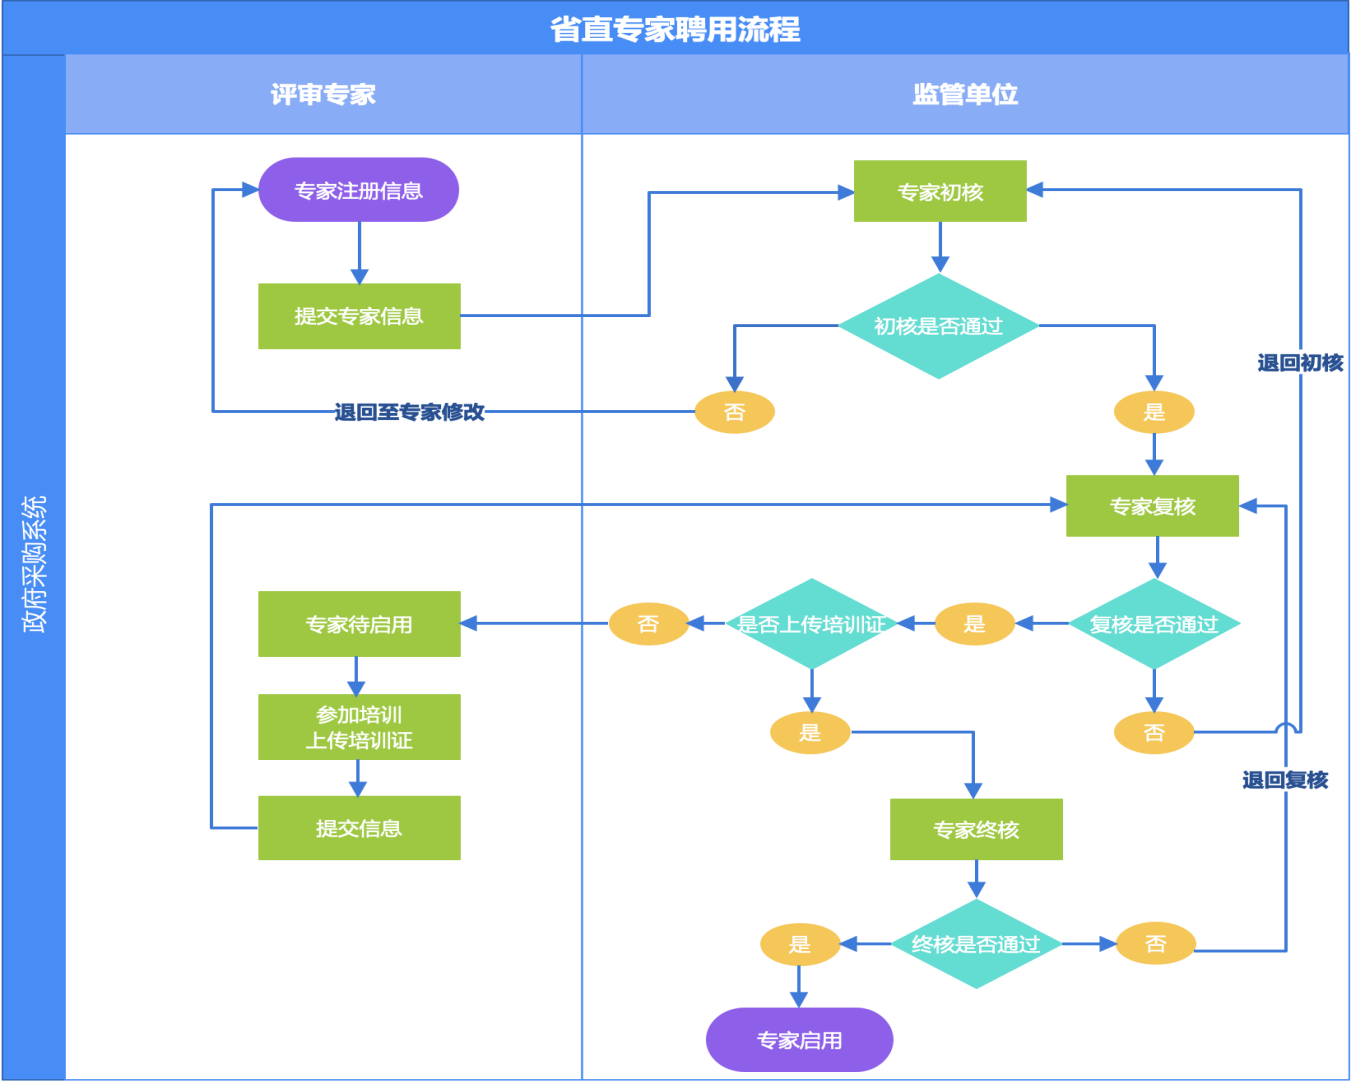 省直专家聘用流程
评审专家
监管单位
政府采购系统
专家注册信息
专家初核
提交专家信息
初核是否通过
退回初核
退回至专家修改
否
是
专家复核
专家待启用
否
是否上传培训证
是
复核是否通过
参加培训
上传培训证
是
否
退回复核
提交信息
专家终核
是
终核是否通过
否
专家启用